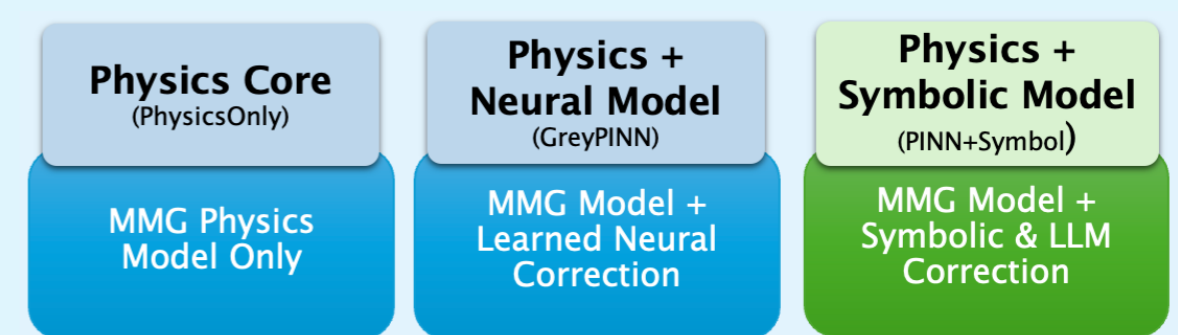 Physics Core
(PhysicsOnly)
MMG Physics
Model Only
Physics +
Neural Model
(GreyPINN)
MMG Model +
Learned Neural
Correction
Physics +
Symbolic Model
(PINN+Symbol)
MMG Model +
Symbolic & LLM
Correction